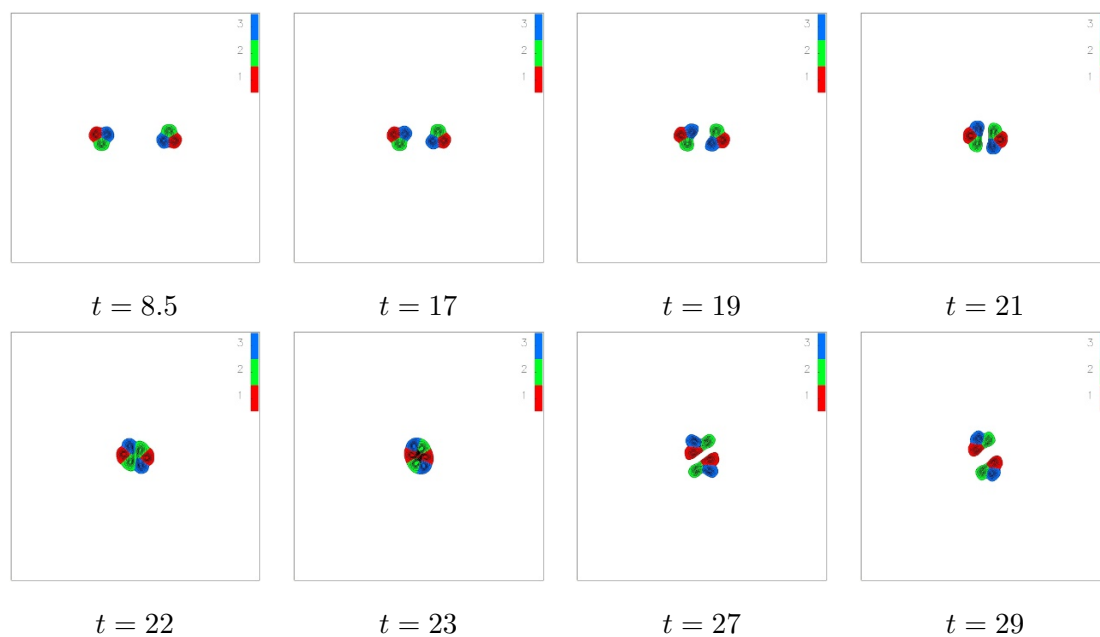 3 3 3 3
2 2 2 2
1 1 1 1
t = 8.5 t = 17 t = 19 t = 21
3 3 3 3
2 2 2 2
1 1 1 1
t = 22 t = 23 t = 27 t = 29